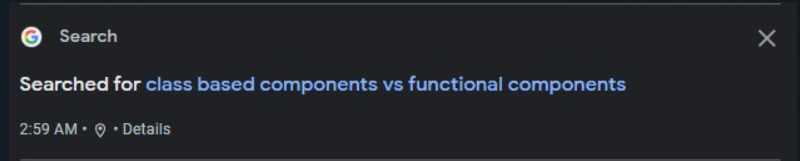 Search
Searched for class based components vs functional components
2:59 AM • • Details